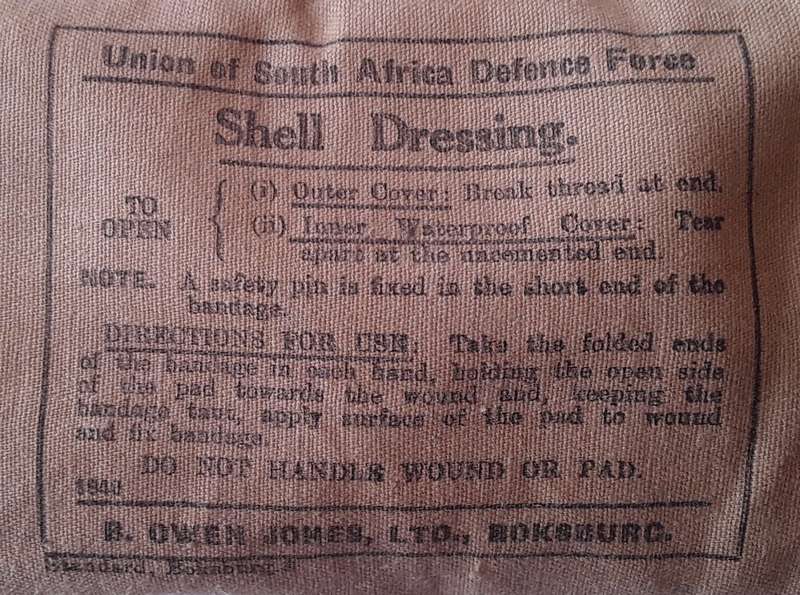 Union of South Africa Defence Force
Shell Dressing.
TO OPEN
(i) Outer Cover: Break thread at end.
(ii) Inner Waterproof Cover: Tear
apart at the uncemented end.
NOTE. A safety pin is fixed in the short end of the
bandage.
DIRECTIONS FOR USE: Take the folded ends
of the bandage in each hand, holding the open side
of the pad towards the wound and, keeping the
bandage taut, apply surface of the pad to wound
and fix bandage.
DO NOT HANDLE WOUND OR PAD.
B. OWEN JONES, LTD., BOKSBURG.
Standard, Boksburg